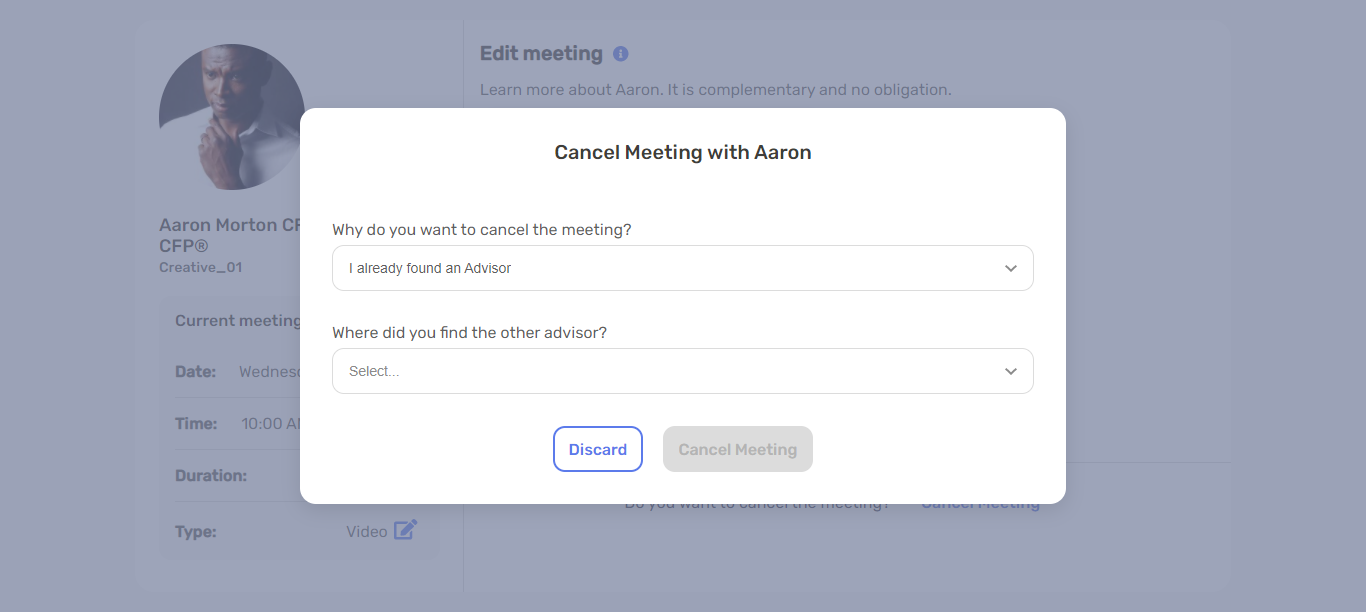 Edit meeting
Learn more about Aaron. It is complementary and no obligation.
Aaron Morton
CFP®
Creative_01
Current meeting
Date:
Time: 10:00
Duration:
Type: Video
Cancel Meeting with Aaron
Why do you want to cancel the meeting?
I already found an Advisor
Where did you find the other advisor?
Select...
Discard Cancel Meeting
Do you want to cancel the meeting? Cancel Meeting